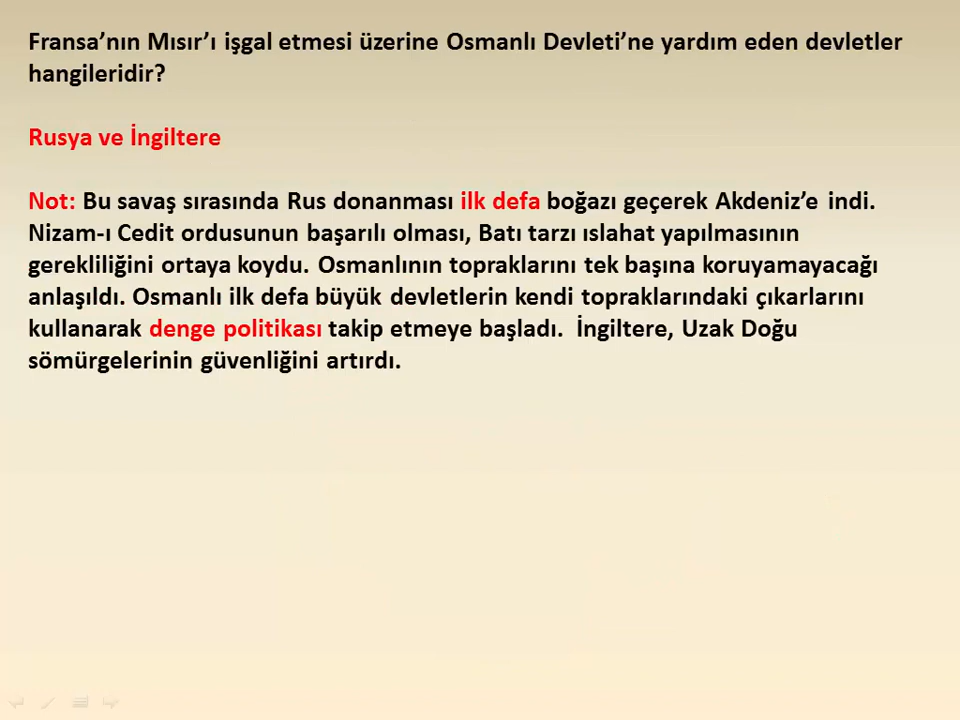 Fransa’nın Mısır’ı işgal etmesi üzerine Osmanlı Devleti’ne yardım eden devletler
hangileridir?
Rusya ve İngiltere
Not: Bu savaş sırasında Rus donanması ilk defa boğazı geçerek Akdeniz’e indi.
Nizam-ı Cedit ordusunun başarılı olması, Batı tarzı ıslahat yapılmasının
gerekliliğini ortaya koydu. Osmanlının topraklarını tek başına koruyamayacağı
anlaşıldı. Osmanlı ilk defa büyük devletlerin kendi topraklarındaki çıkarlarını
kullanarak denge politikası takip etmeye başladı. İngiltere, Uzak Doğu
sömürgelerinin güvenliğini artırdı.